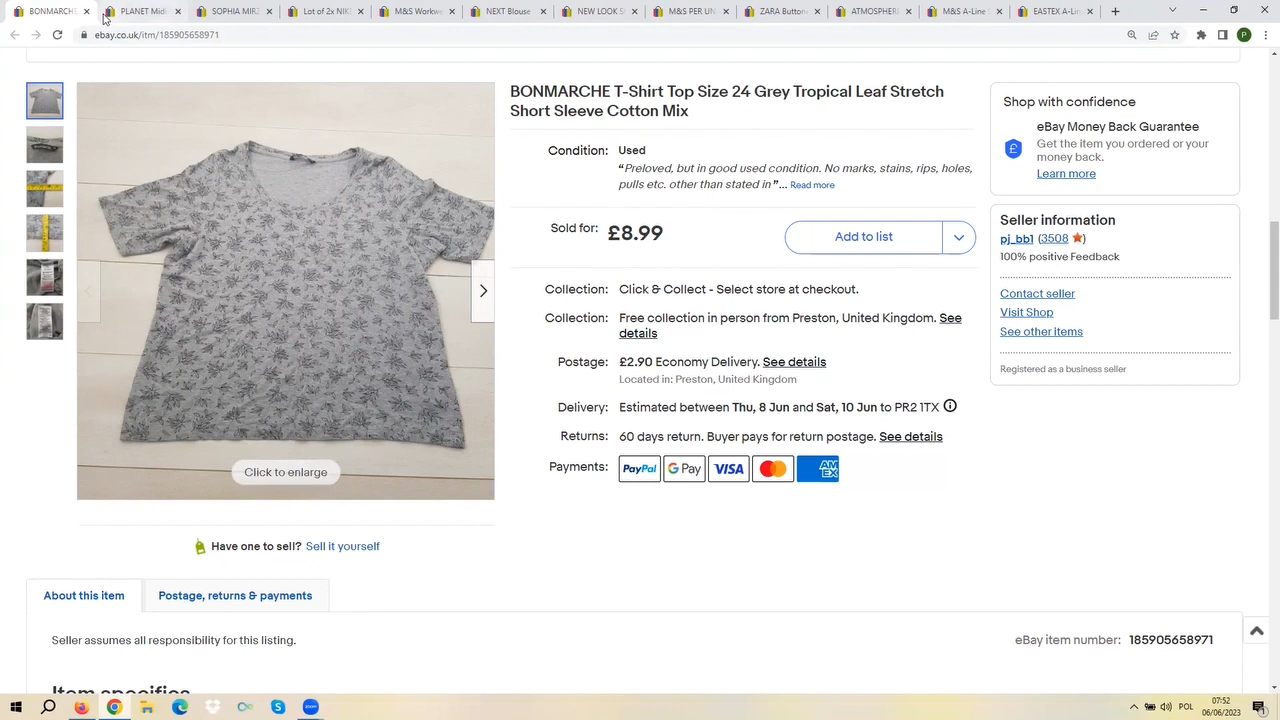 BONMARCHE PLANET Midi SOPHIA MIRZ Lot of 2x NIK M&S Workwe NEXT Blouse NEW LOOK S M&S PER UN ZARA Button ATMOSPHER M&S A-Line EASTEX A-Lin
ebay.co.uk/itm/185905658971 P
BONMARCHE T-Shirt Top Size 24 Grey Tropical Leaf Stretch
Short Sleeve Cotton Mix
Condition: Used
“Preloved, but in good used condition. No marks, stains, rips, holes,
pulls etc. other than stated in” ... Read more
Sold for: £8.99 Add to list
Collection: Click & Collect - Select store at checkout.
Collection: Free collection in person from Preston, United Kingdom. See
details
Postage: £2.90 Economy Delivery. See details
Located in: Preston, United Kingdom
Delivery: Estimated between Thu, 8 Jun and Sat, 10 Jun to PR2 1TX
Returns: 60 days return. Buyer pays for return postage. See details
Payments: PayPal G Pay VISA AM EX
Shop with confidence
eBay Money Back Guarantee
Get the item you ordered or your
money back.
Learn more
Seller information
pj_bb1 (3508)
100% positive Feedback
Contact seller
Visit Shop
See other items
Registered as a business seller
Click to enlarge
Have one to sell? Sell it yourself
About this item Postage, returns & payments
Seller assumes all responsibility for this listing. eBay item number: 185905658971
Item specifics
zoom POL 07:52
06/06/2023